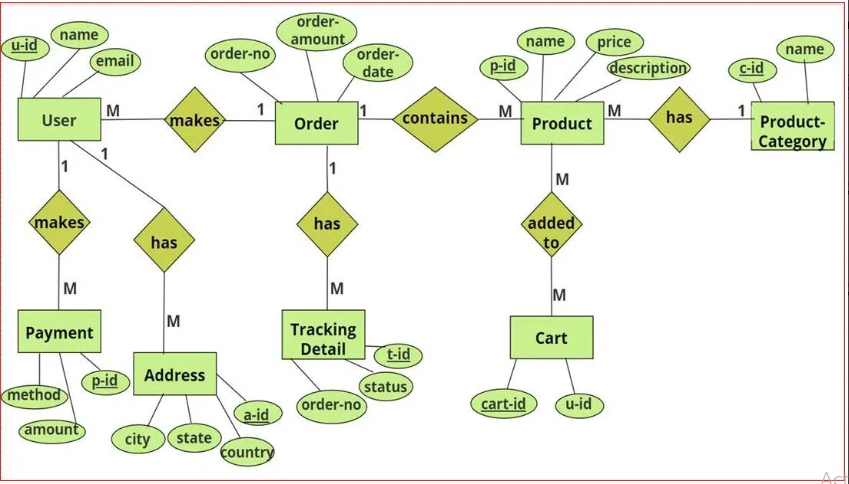 order-
amount
name
name
price
name
u-id
order-no
order-
date
email
p-id
description
c-id
User
M
makes
1
Order
1
contains
M
Product
M
has
1
Product-
Category
1
1
1
M
makes
has
has
added
to
M
M
M
M
Payment
Tracking
Detail
Cart
Address
t-id
method
p-id
status
amount
order-no
cart-id
u-id
a-id
city
state
country
Act